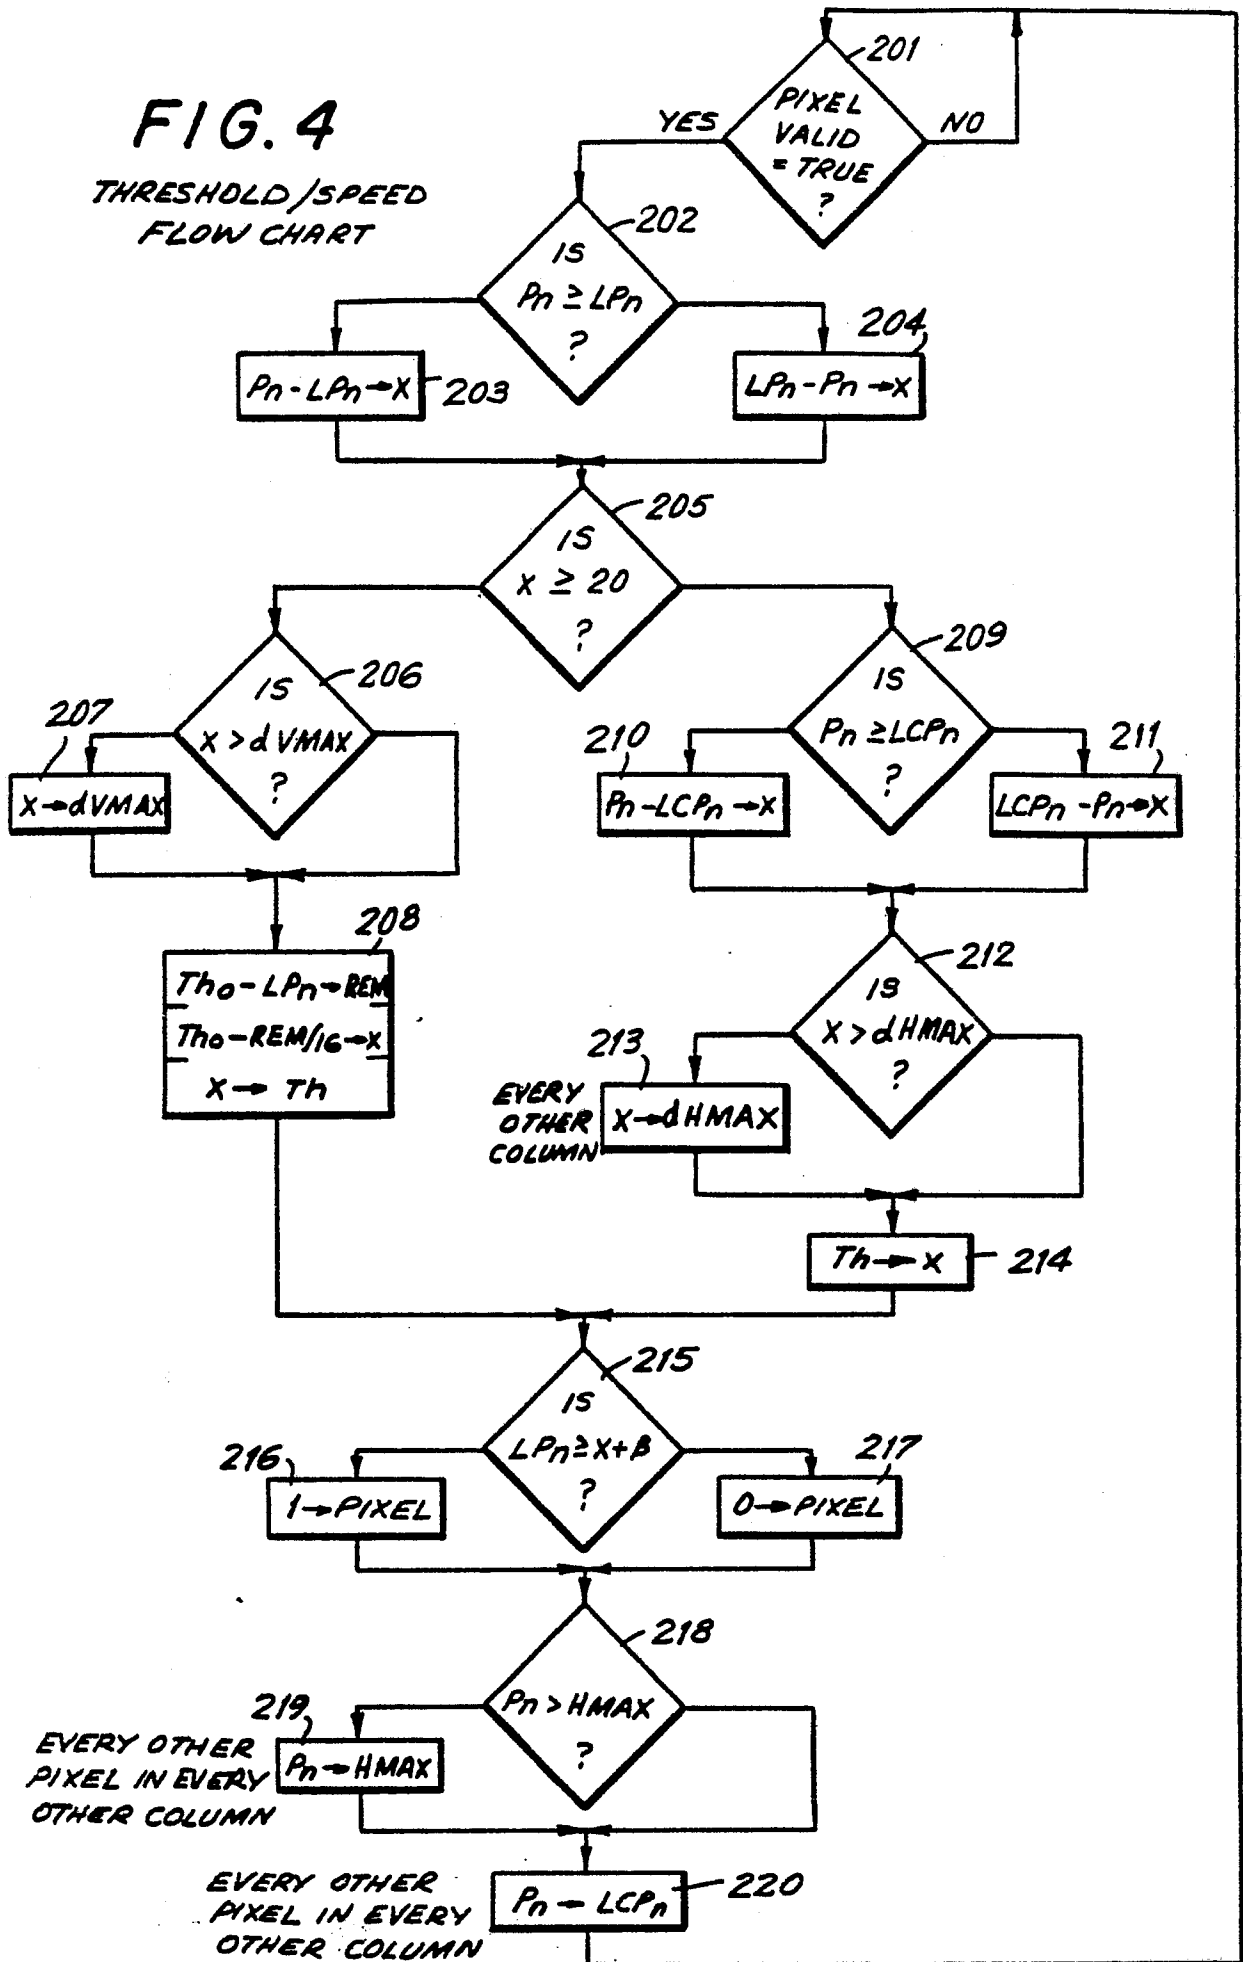 FIG. 4
THRESHOLD/SPEED
FLOW CHART
201
PIXEL
VALID
= TRUE
?
YES
NO
202
IS
Pn ≥ LPn
?
Pn - LPn → X
203
204
LPn - Pn → X
205
IS
X ≥ 20
?
206
IS
X > dVMAX
?
207
X → dVMAX
208
Tho - LPn → REM
Tho - REM/16 → X
X → Th
209
IS
Pn ≥ LCPn
?
210
Pn - LCPn → X
211
LCPn - Pn → X
212
IS
X > dHMAX
?
213
X → dHMAX
EVERY
OTHER
COLUMN
Th → X
214
215
IS
LPn ≥ X + β
?
216
1 → PIXEL
217
0 → PIXEL
218
Pn > HMAX
?
219
Pn → HMAX
EVERY OTHER
PIXEL IN EVERY
OTHER COLUMN
220
Pn → LCPn
EVERY OTHER
PIXEL IN EVERY
OTHER COLUMN